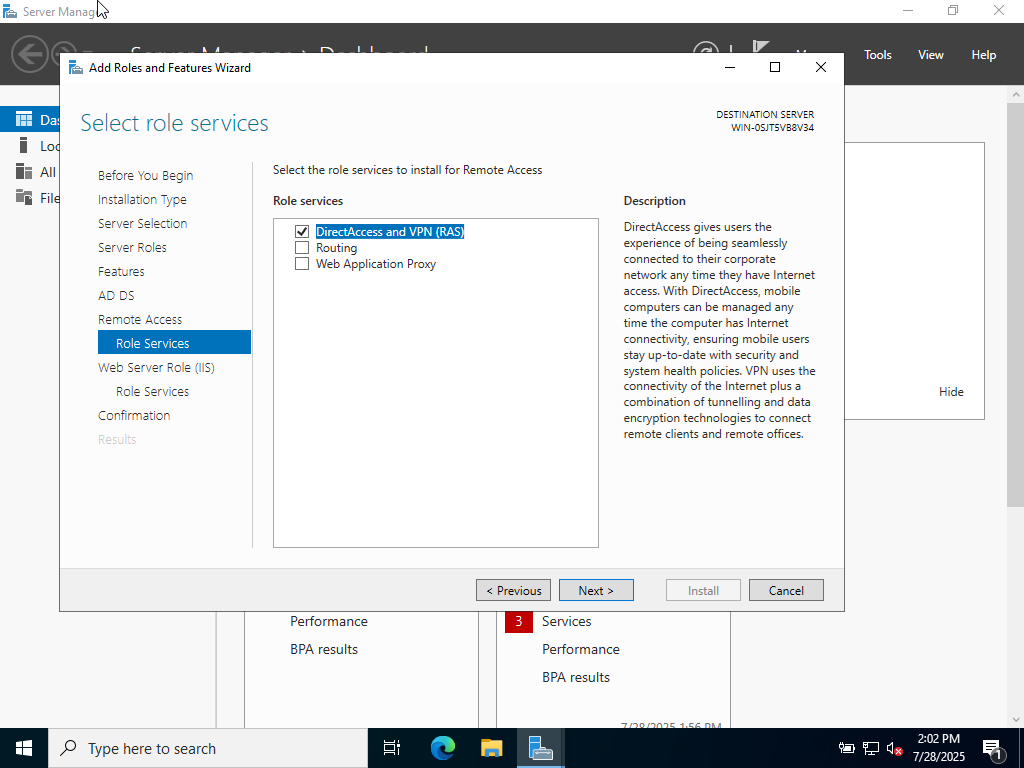 Server Manag
Server Manager
Dashboard
Tools
View
Help
Add Roles and Features Wizard
Select role services
DESTINATION SERVER
WIN-0SJT5VB8V34
Das
Loc
All
File
Before You Begin
Installation Type
Server Selection
Server Roles
Features
AD DS
Remote Access
Role Services
Web Server Role (IIS)
Role Services
Confirmation
Results
Select the role services to install for Remote Access
Role services
DirectAccess and VPN (RAS)
Routing
Web Application Proxy
Description
DirectAccess gives users the
experience of being seamlessly
connected to their corporate
network any time they have Internet
access. With DirectAccess, mobile
computers can be managed any
time the computer has Internet
connectivity, ensuring mobile users
stay up-to-date with security and
system health policies. VPN uses the
connectivity of the Internet plus a
combination of tunnelling and data
encryption technologies to connect
remote clients and remote offices.
Hide
< Previous
Next >
Install
Cancel
Performance
BPA results
3 Services
Performance
BPA results
7/28/2025 1:56 PM
Type here to search
2:02 PM
7/28/2025
1